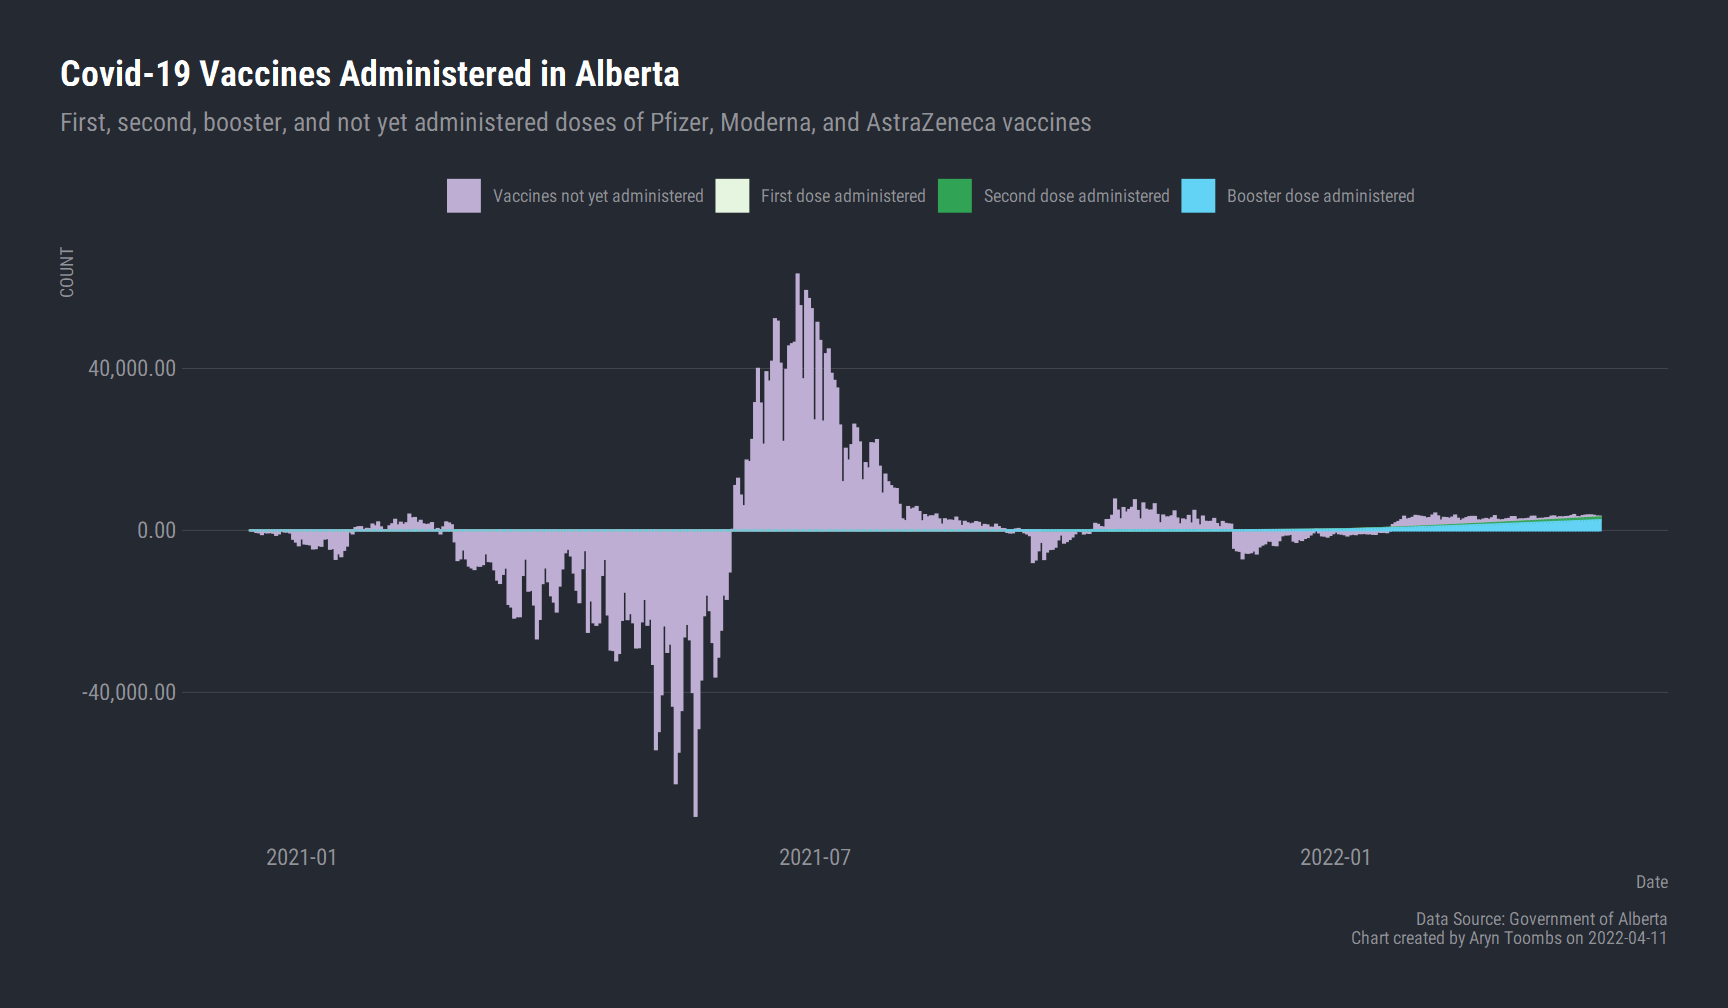 Covid-19 Vaccines Administered in Alberta
First, second, booster, and not yet administered doses of Pfizer, Moderna, and AstraZeneca vaccines
Vaccines not yet administered
First dose administered
Second dose administered
Booster dose administered
COUNT
40,000.00
0.00
-40,000.00
2021-01
2021-07
2022-01
Date
Data Source: Government of Alberta
Chart created by Aryn Toombs on 2022-04-11